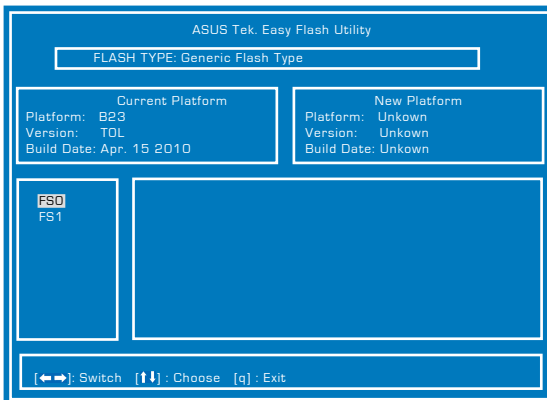 ASUS Tek. Easy Flash Utility
FLASH TYPE: Generic Flash Type
Current Platform
Platform: B23
Version: TOL
Build Date: Apr. 15 2010
New Platform
Platform: Unkown
Version: Unkown
Build Date: Unkown
FS0
FS1
[←→]: Switch [↑↓] : Choose [q] : Exit